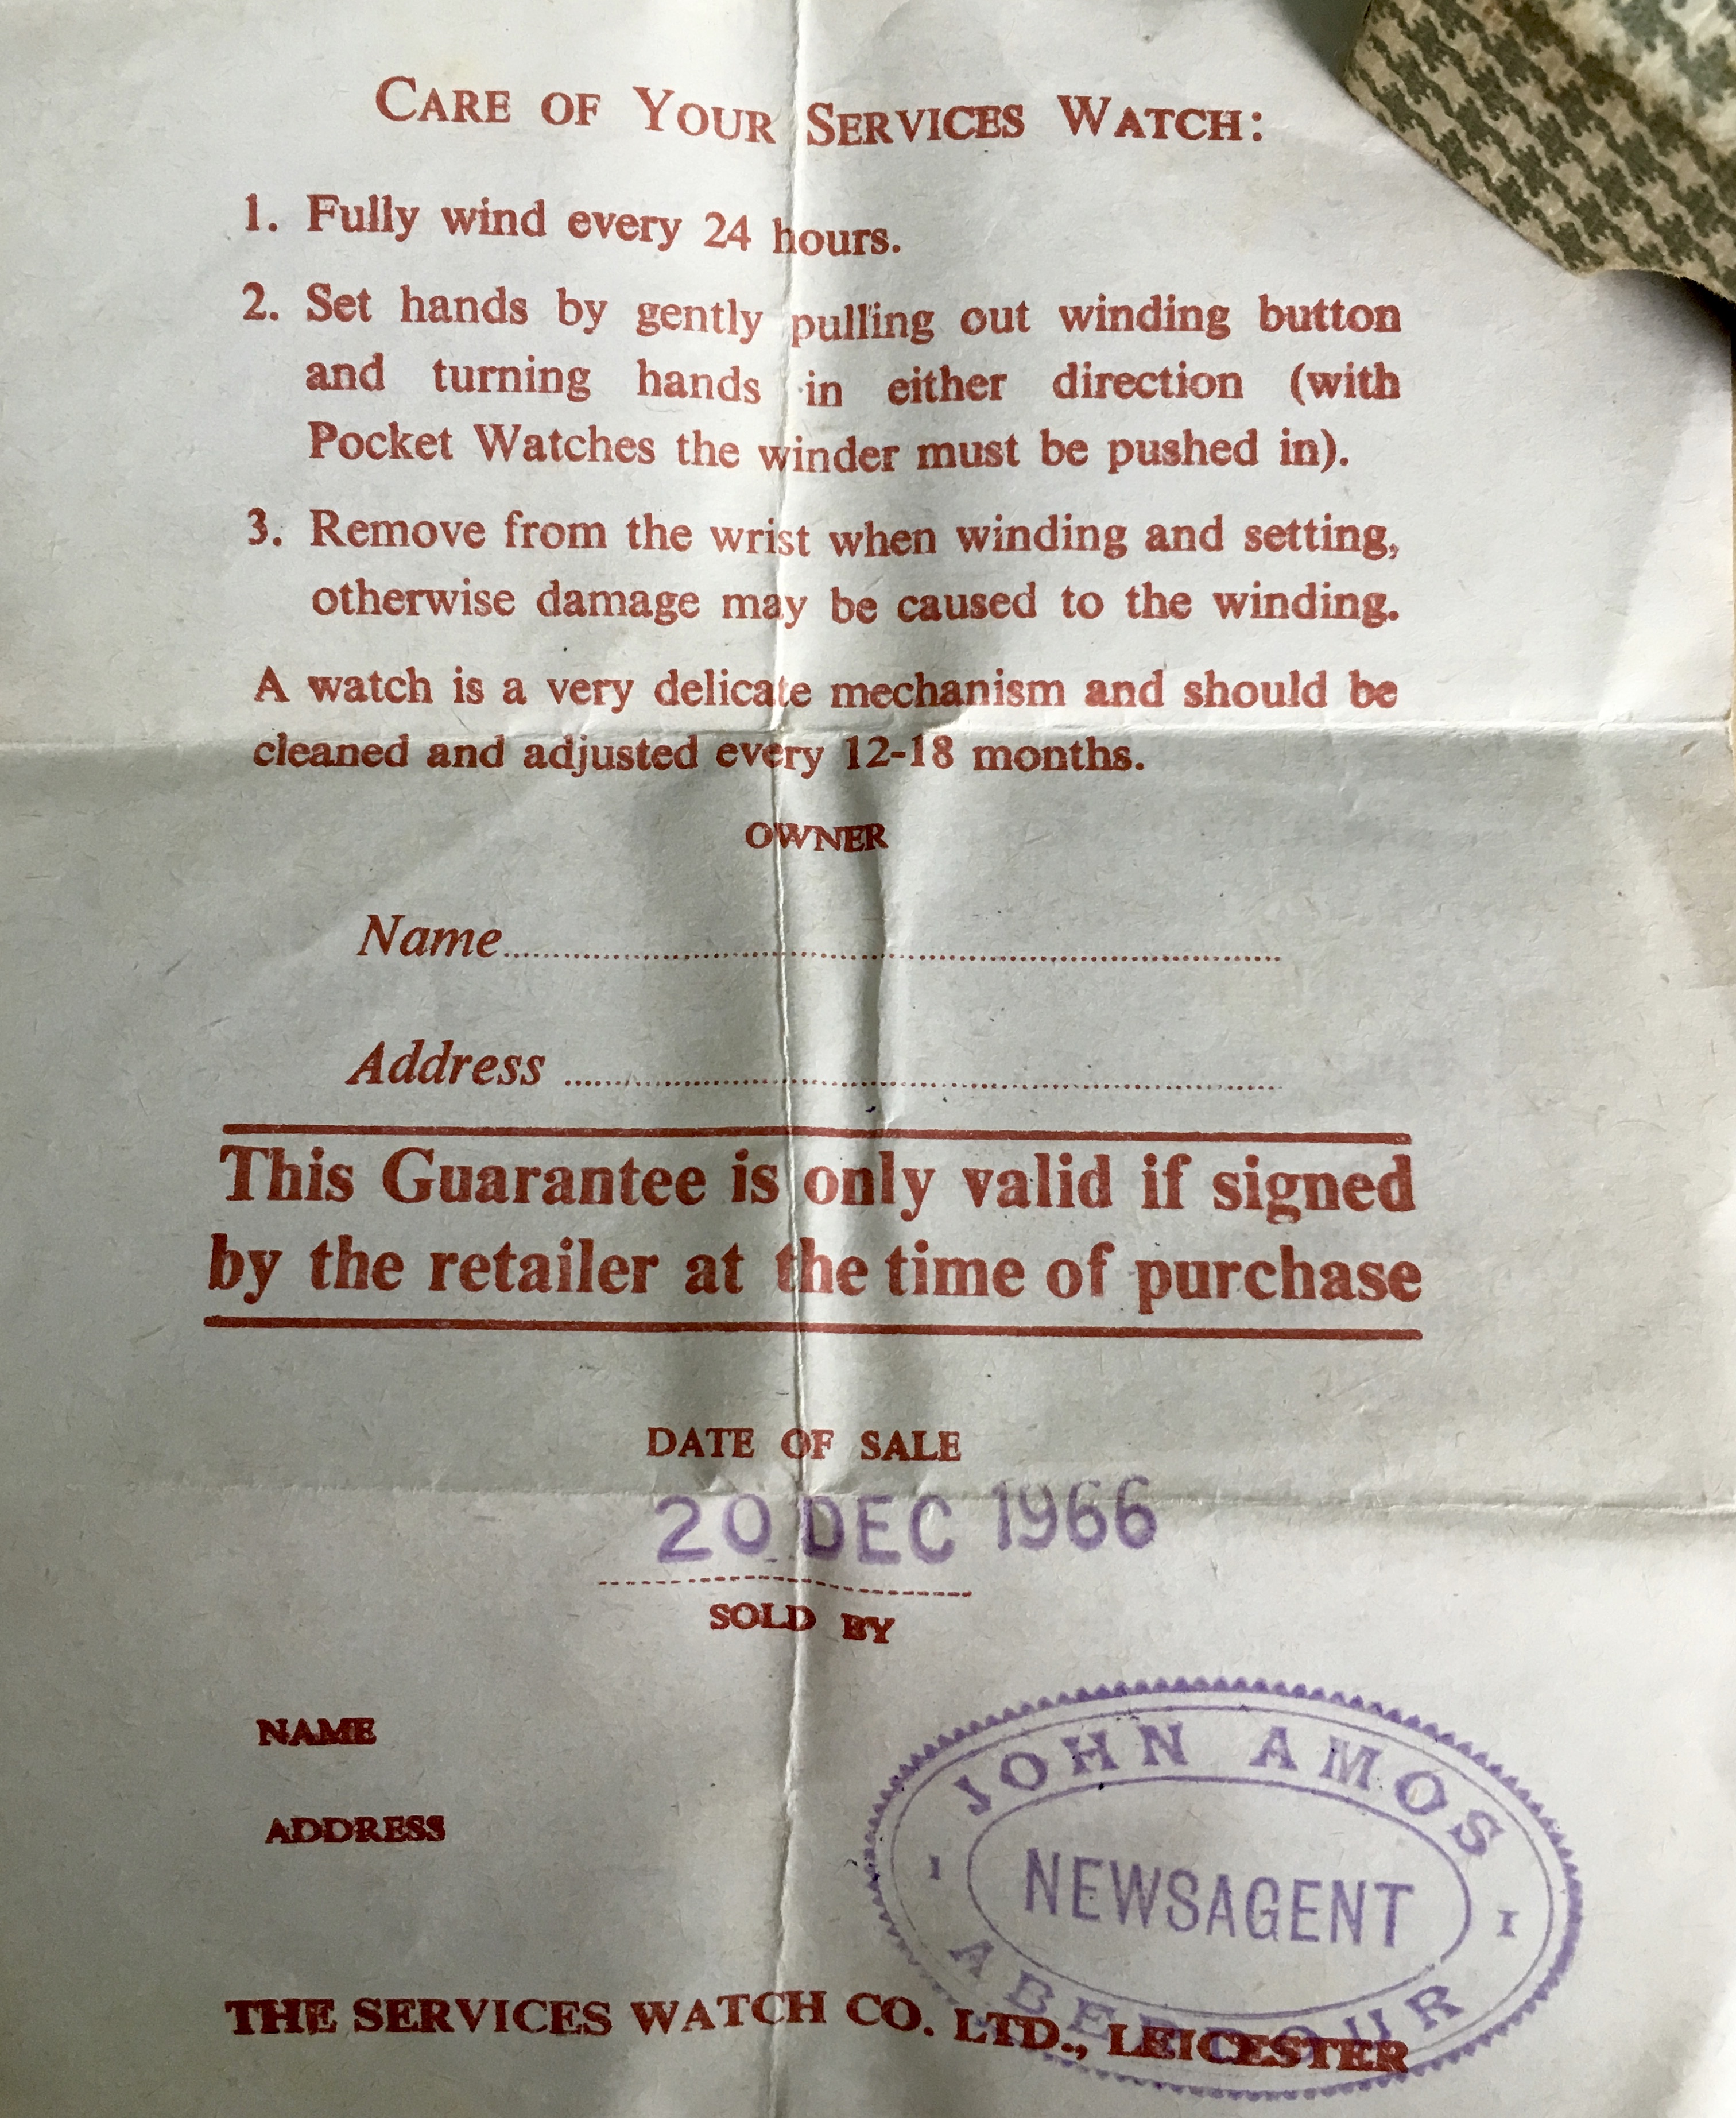 CARE OF YOUR SERVICES WATCH:
1. Fully wind every 24 hours.
2. Set hands by gently pulling out winding button
and turning hands in either direction (with
Pocket Watches the winder must be pushed in).
3. Remove from the wrist when winding and setting,
otherwise damage may be caused to the winding.
A watch is a very delicate mechanism and should be
cleaned and adjusted every 12-18 months.
OWNER
Name
Address
This Guarantee is only valid if signed
by the retailer at the time of purchase
DATE OF SALE
20 DEC 1966
SOLD BY
NAME
ADDRESS
JOHN AMOS
I NEWSAGENT I
ABERDOUR
THE SERVICES WATCH CO. LTD., LEICESTER